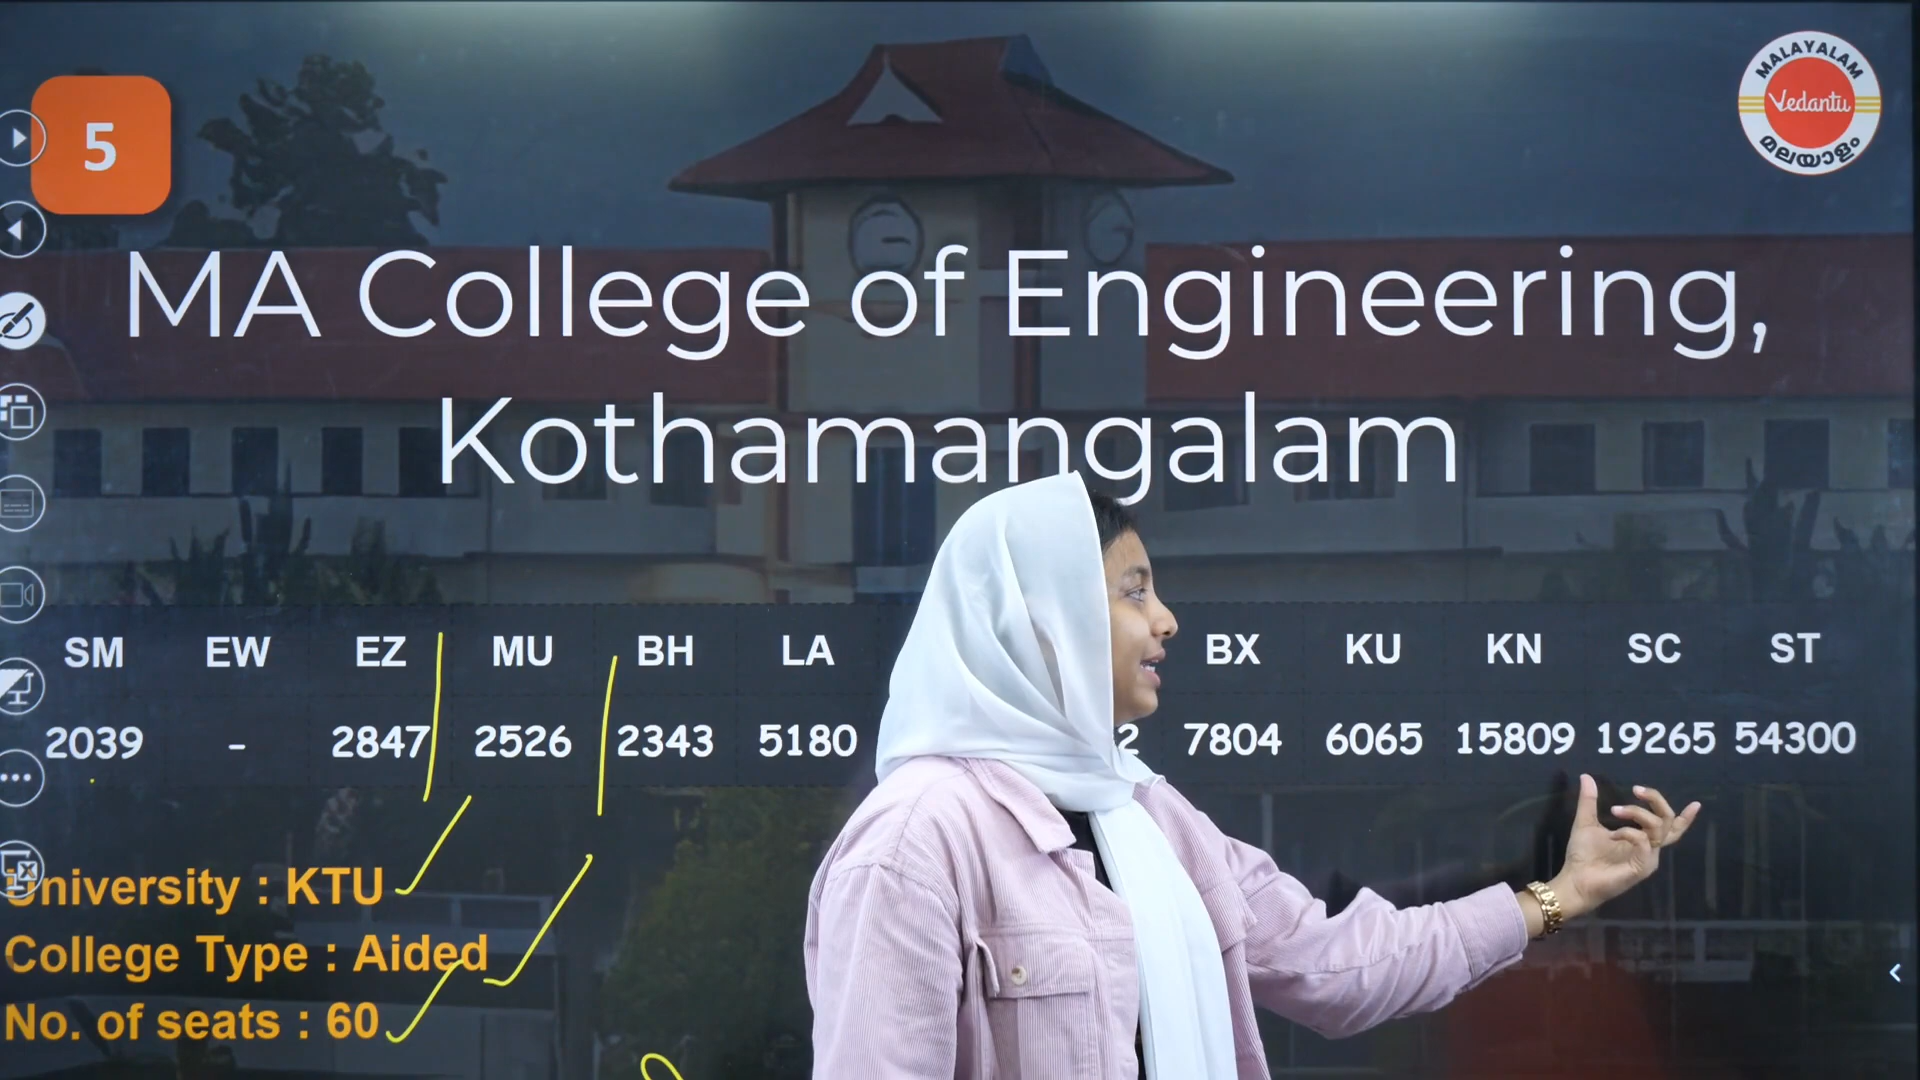 5
MALAYALAM
Vedantu
മലയാളം
MA College of Engineering,
Kothamangalam
SM EW EZ MU BH LA BX KU KN SC ST
2039 - 2847 2526 2343 5180 7804 6065 15809 19265 54300
University : KTU
College Type : Aided
No. of seats : 60